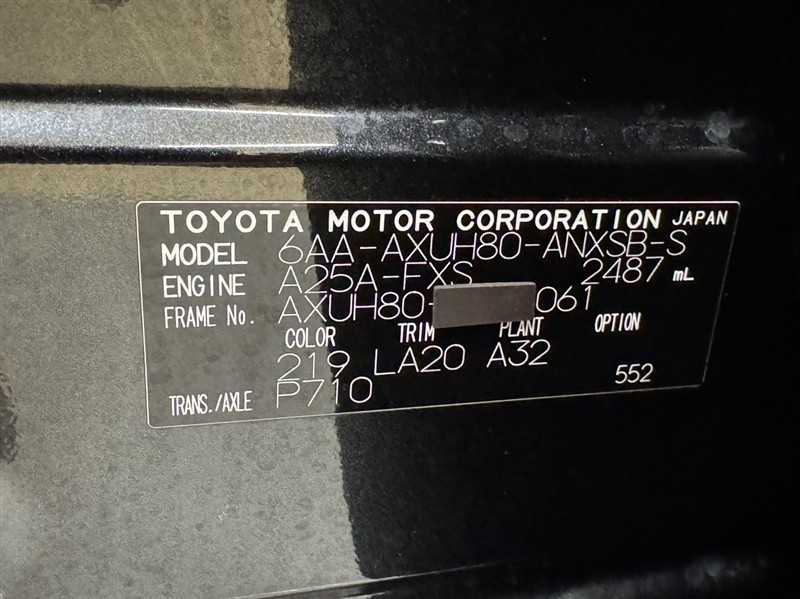 TOYOTA MOTOR CORPORATION JAPAN
MODEL 6AA-AXUH80-ANXSB-S
ENGINE A25A-FXS 2487 mL
FRAME No. AXUH80- 061
COLOR TRIM PLANT OPTION
219 LA20 A32
TRANS./AXLE P710 552